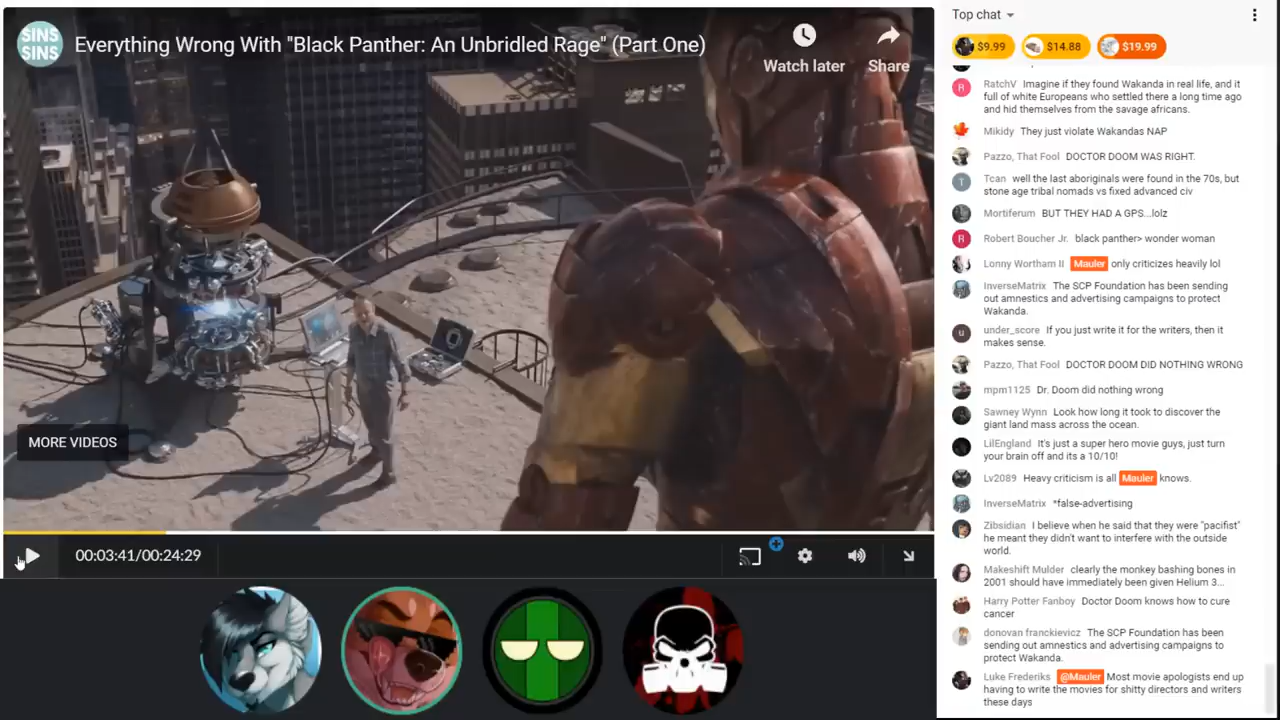 SINS
SINS
Everything Wrong With "Black Panther: An Unbridled Rage" (Part One)
Watch later
Share
MORE VIDEOS
00:03:41/00:24:29
Top chat
$9.99
$14.88
$19.99
R
RatchV Imagine if they found Wakanda in real life, and it
full of white Europeans who settled there a long time ago
and hid themselves from the savage africans.
Mikidy They just violate Wakandas NAP
Pazzo, That Fool DOCTOR DOOM WAS RIGHT.
T
Tcan well the last aboriginals were found in the 70s, but
stone age tribal nomads vs fixed advanced civ
Mortiferum BUT THEY HAD A GPS...lolz
R
Robert Boucher Jr. black panther> wonder woman
Lonny Wortham II Mauler only criticizes heavily lol
InverseMatrix The SCP Foundation has been sending
out amnestics and advertising campaigns to protect
Wakanda.
u
under_score If you just write it for the writers, then it
makes sense.
Pazzo, That Fool DOCTOR DOOM DID NOTHING WRONG
mpm1125 Dr. Doom did nothing wrong
Sawney Wynn Look how long it took to discover the
giant land mass across the ocean.
LilEngland It's just a super hero movie guys, just turn
your brain off and its a 10/10!
Lv2089 Heavy criticism is all Mauler knows.
InverseMatrix *false-advertising
Zibsidian I believe when he said that they were "pacifist"
he meant they didn't want to interfere with the outside
world.
Makeshift Mulder clearly the monkey bashing bones in
2001 should have immediately been given Helium 3...
Harry Potter Fanboy Doctor Doom knows how to cure
cancer
donovan franckievicz The SCP Foundation has been
sending out amnestics and advertising campaigns to
protect Wakanda.
Luke Frederiks @Mauler Most movie apologists end up
having to write the movies for shitty directors and writers
these days